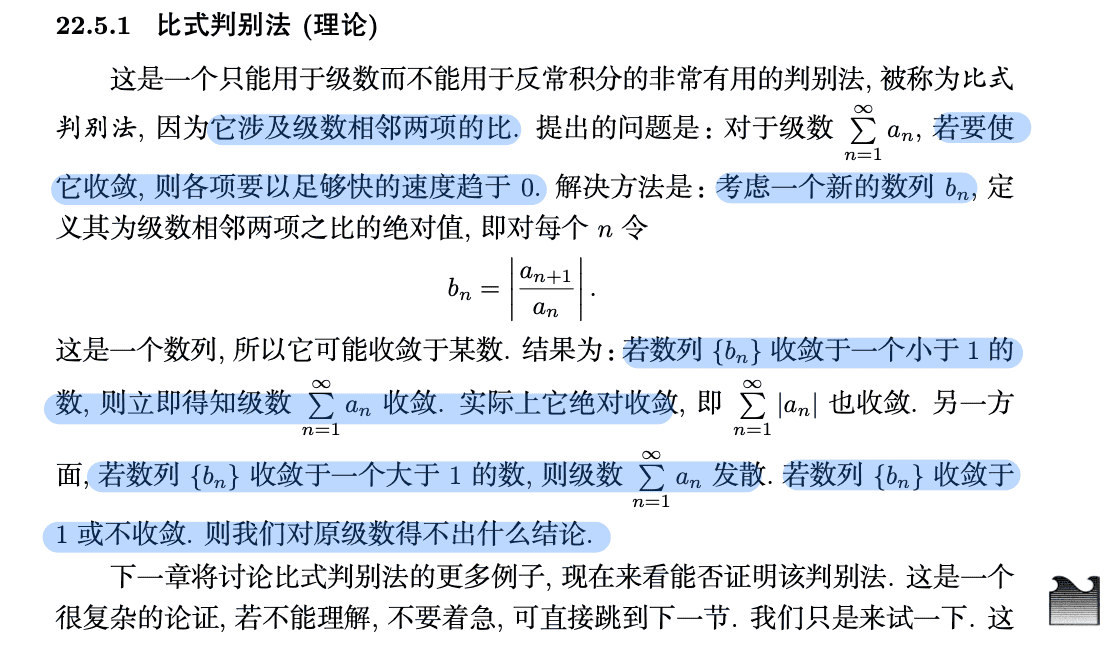 22.5.1 比式判别法 (理论)
这是一个只能用于级数而不能用于反常积分的非常有用的判别法, 被称为比式
判别法, 因为它涉及级数相邻两项的比. 提出的问题是: 对于级数 $\sum_{n=1}^{\infty} a_n$, 若要使
它收敛, 则各项要以足够快的速度趋于 0. 解决方法是: 考虑一个新的数列 $b_n$, 定
义其为级数相邻两项之比的绝对值, 即对每个 n 令
$b_n = \left|\frac{a_{n+1}}{a_n}\right|.$
这是一个数列, 所以它可能收敛于某数. 结果为: 若数列 $\{b_n\}$ 收敛于一个小于 1 的
数, 则立即得知级数 $\sum_{n=1}^{\infty} a_n$ 收敛. 实际上它绝对收敛, 即 $\sum_{n=1}^{\infty} |a_n|$ 也收敛. 另一方
面, 若数列 $\{b_n\}$ 收敛于一个大于 1 的数, 则级数 $\sum_{n=1}^{\infty} a_n$ 发散. 若数列 $\{b_n\}$ 收敛于
1 或不收敛. 则我们对原级数得不出什么结论.
下一章将讨论比式判别法的更多例子, 现在来看能否证明该判别法. 这是一个
很复杂的论证, 若不能理解, 不要着急, 可直接跳到下一节. 我们只是来试一下. 这